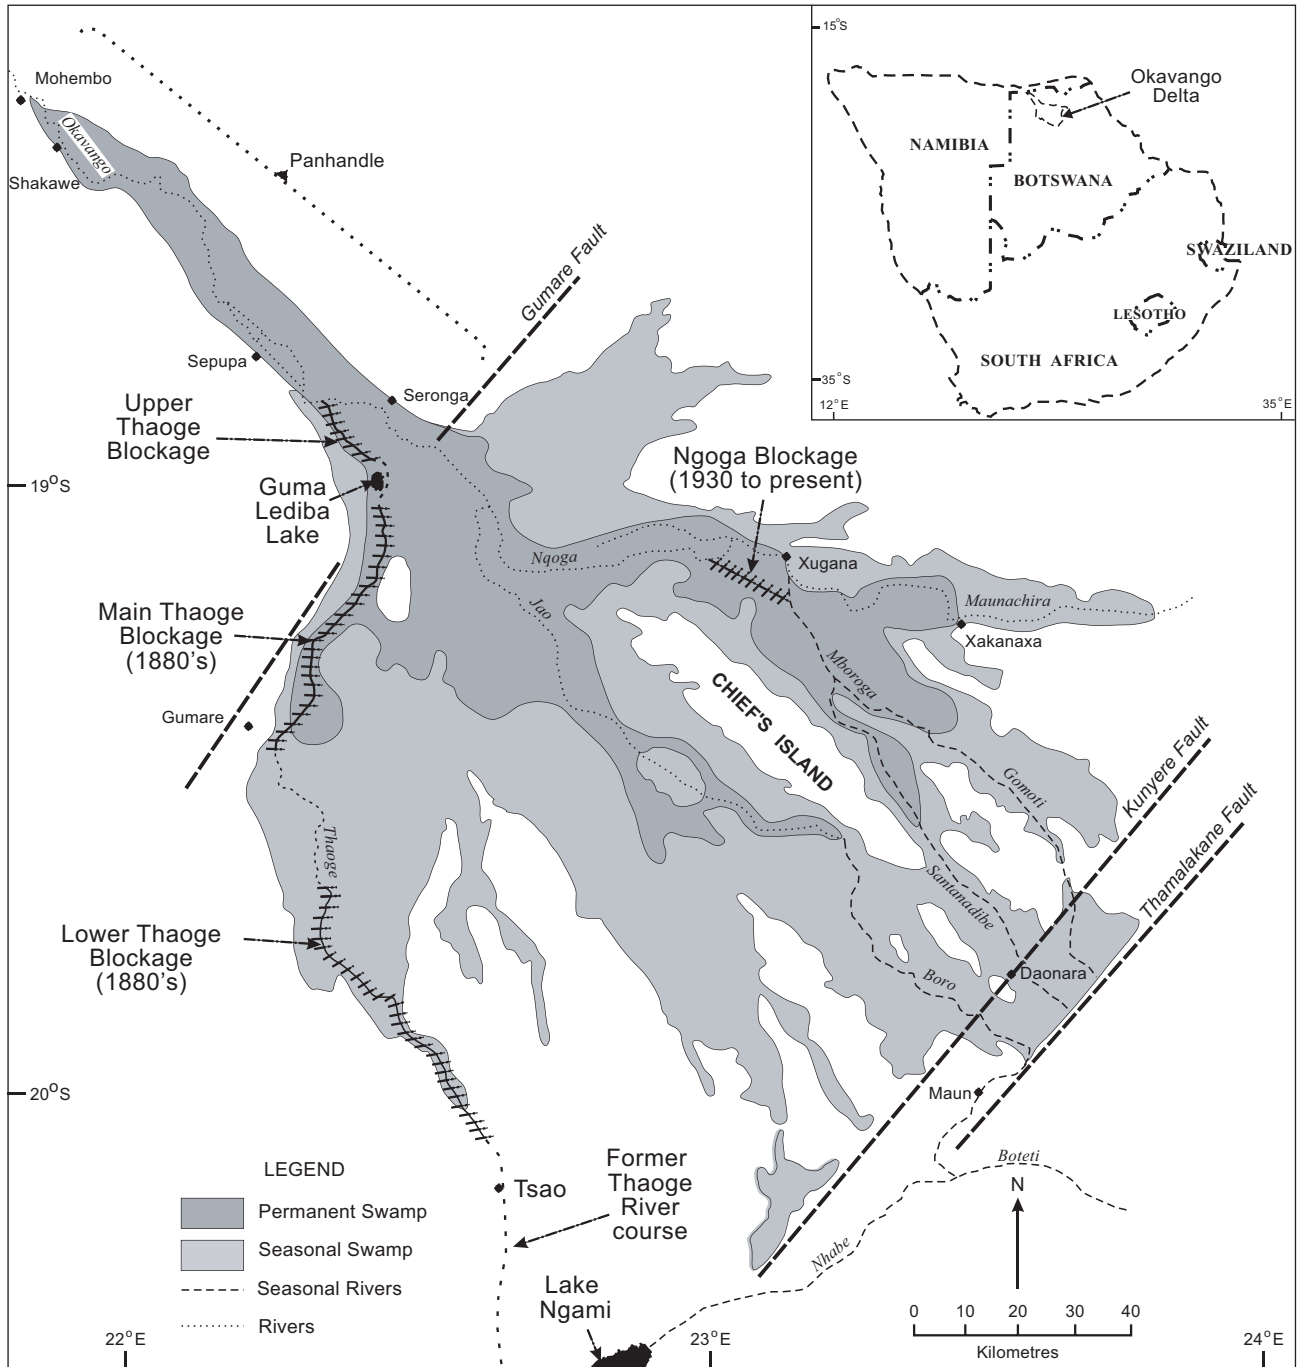 15°S
Mohembo
Okavango
Delta
Okavango
NAMIBIA
Panhandle
BOTSWANA
Shakawe
Gumare Fault
SWAZILAND
LESOTHO
Sepupa
SOUTH AFRICA
35°S
12°E
35°E
Seronga
Upper
Thaoge
Blockage
Ngoga Blockage
(1930 to present)
19°S
Guma
Lediba
Lake
Nqoga
Xugana
Jao
Maunachira
Xakanaxa
Main Thaoge
Blockage
(1880's)
Mboroga
CHIEF'S ISLAND
Gumare
Kunyere Fault
Gomoti
Thamalakane Fault
Thaoge
Santanadibe
Lower Thaoge
Blockage
(1880's)
Daonara
Boro
20°S
Maun
Former
Thaoge
River
course
Boteti
LEGEND
Permanent Swamp
Seasonal Swamp
Seasonal Rivers
Rivers
Tsao
N
Nhabe
Lake
Ngami
0 10 20 30 40
Kilometres
22°E
23°E
24°E